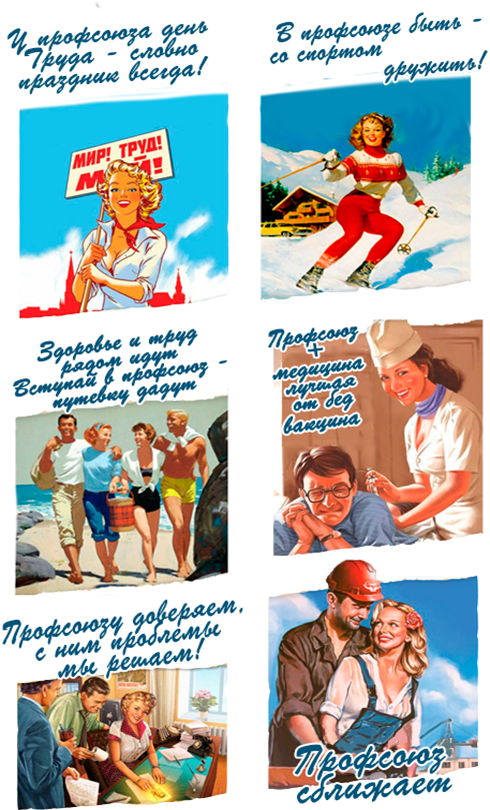 У профсоюза день
Труда - словно
праздник всегда!
МИР! ТРУД!
МАЙ!
В профсоюзе быть -
со спортом
дружить!
Здоровье и труд
рядом идут
Вступай в профсоюз -
путевку дадут
Профсоюз
+
медицина
лучшая
от бед
вакцина
Профсоюзу доверяем,
с ним проблемы
мы решаем!
Профсоюз
сближает